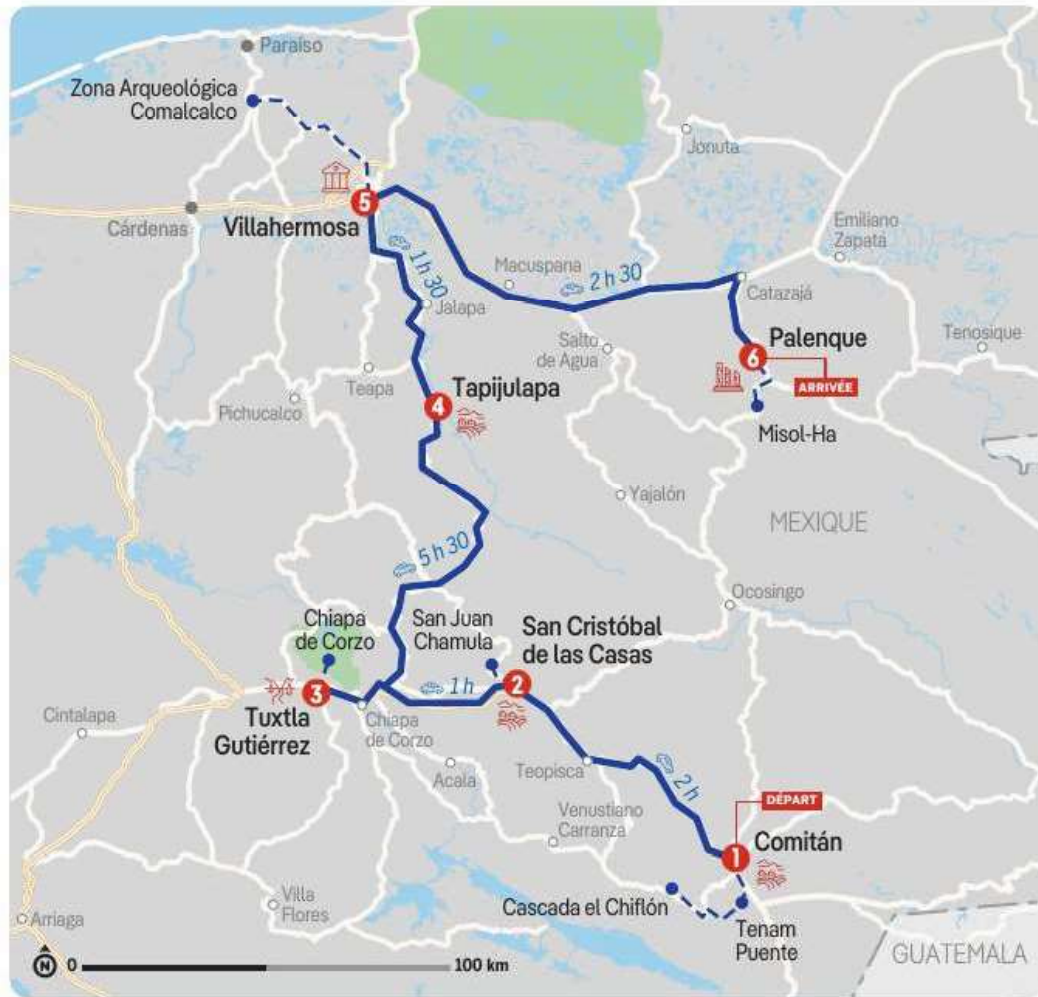 Paraíso
Zona Arqueológica
Comalcalco
Jonuta
5
Cárdenas
Villahermosa
Emiliano
Zapata
1 h 30
Macuspana
2 h 30
Catazajá
Jalapa
Salto
de Agua
6
Palenque
Tenosique
Teapa
ARRIVÉE
Pichucalco
4
Tapijulapa
Misol-Ha
Yajalón
MEXIQUE
5 h 30
Ocosingo
Chiapa
de Corzo
San Juan
Chamula
San Cristóbal
de las Casas
3
1 h
2
Cintalapa
Tuxtla
Gutiérrez
Chiapa
de Corzo
Acala
Teopisca
2 h
DÉPART
Venustiano
Carranza
1
Comitán
Villa
Flores
Cascada el Chiflón
Tenam
Puente
Arriaga
GUATEMALA
N
0
100 km